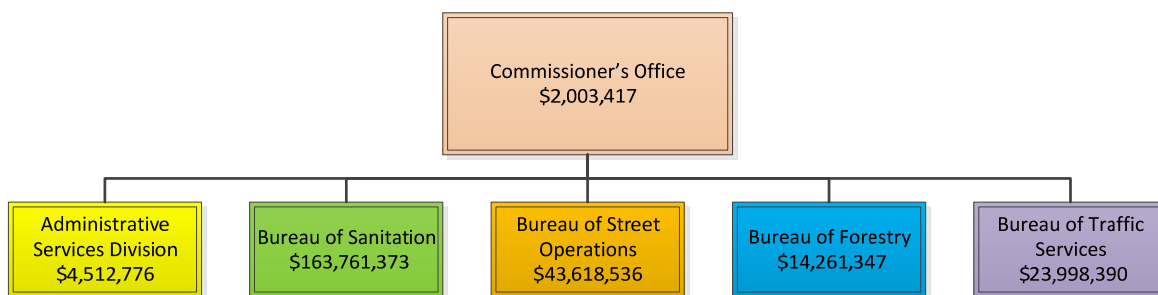 Commissioner’s Office
$2,003,417
Administrative
Services Division
$4,512,776
Bureau of Sanitation
$163,761,373
Bureau of Street
Operations
$43,618,536
Bureau of Forestry
$14,261,347
Bureau of Traffic
Services
$23,998,390